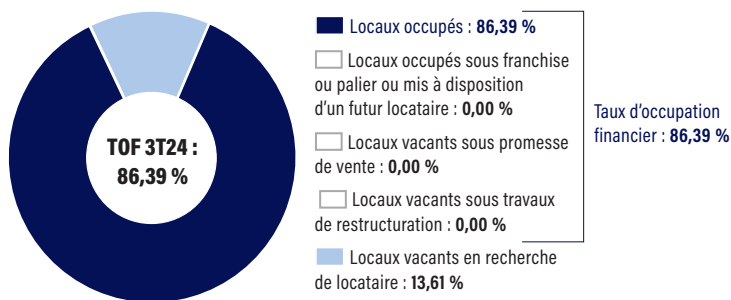 TOF 3T24 :
86,39 %
Locaux occupés : 86,39 %
Locaux occupés sous franchise
ou palier ou mis à disposition
d'un futur locataire : 0,00 %
Locaux vacants sous promesse
de vente : 0,00 %
Locaux vacants sous travaux
de restructuration : 0,00 %
Locaux vacants en recherche
de locataire : 13,61 %
Taux d'occupation
financier : 86,39 %